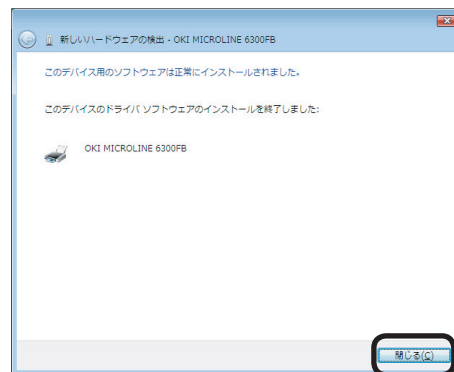 新しいハードウェアの検出 - OKI MICROLINE 6300FB
このデバイス用のソフトウェアは正常にインストールされました。
このデバイスのドライバ ソフトウェアのインストールを終了しました:
OKI MICROLINE 6300FB
閉じる(C)